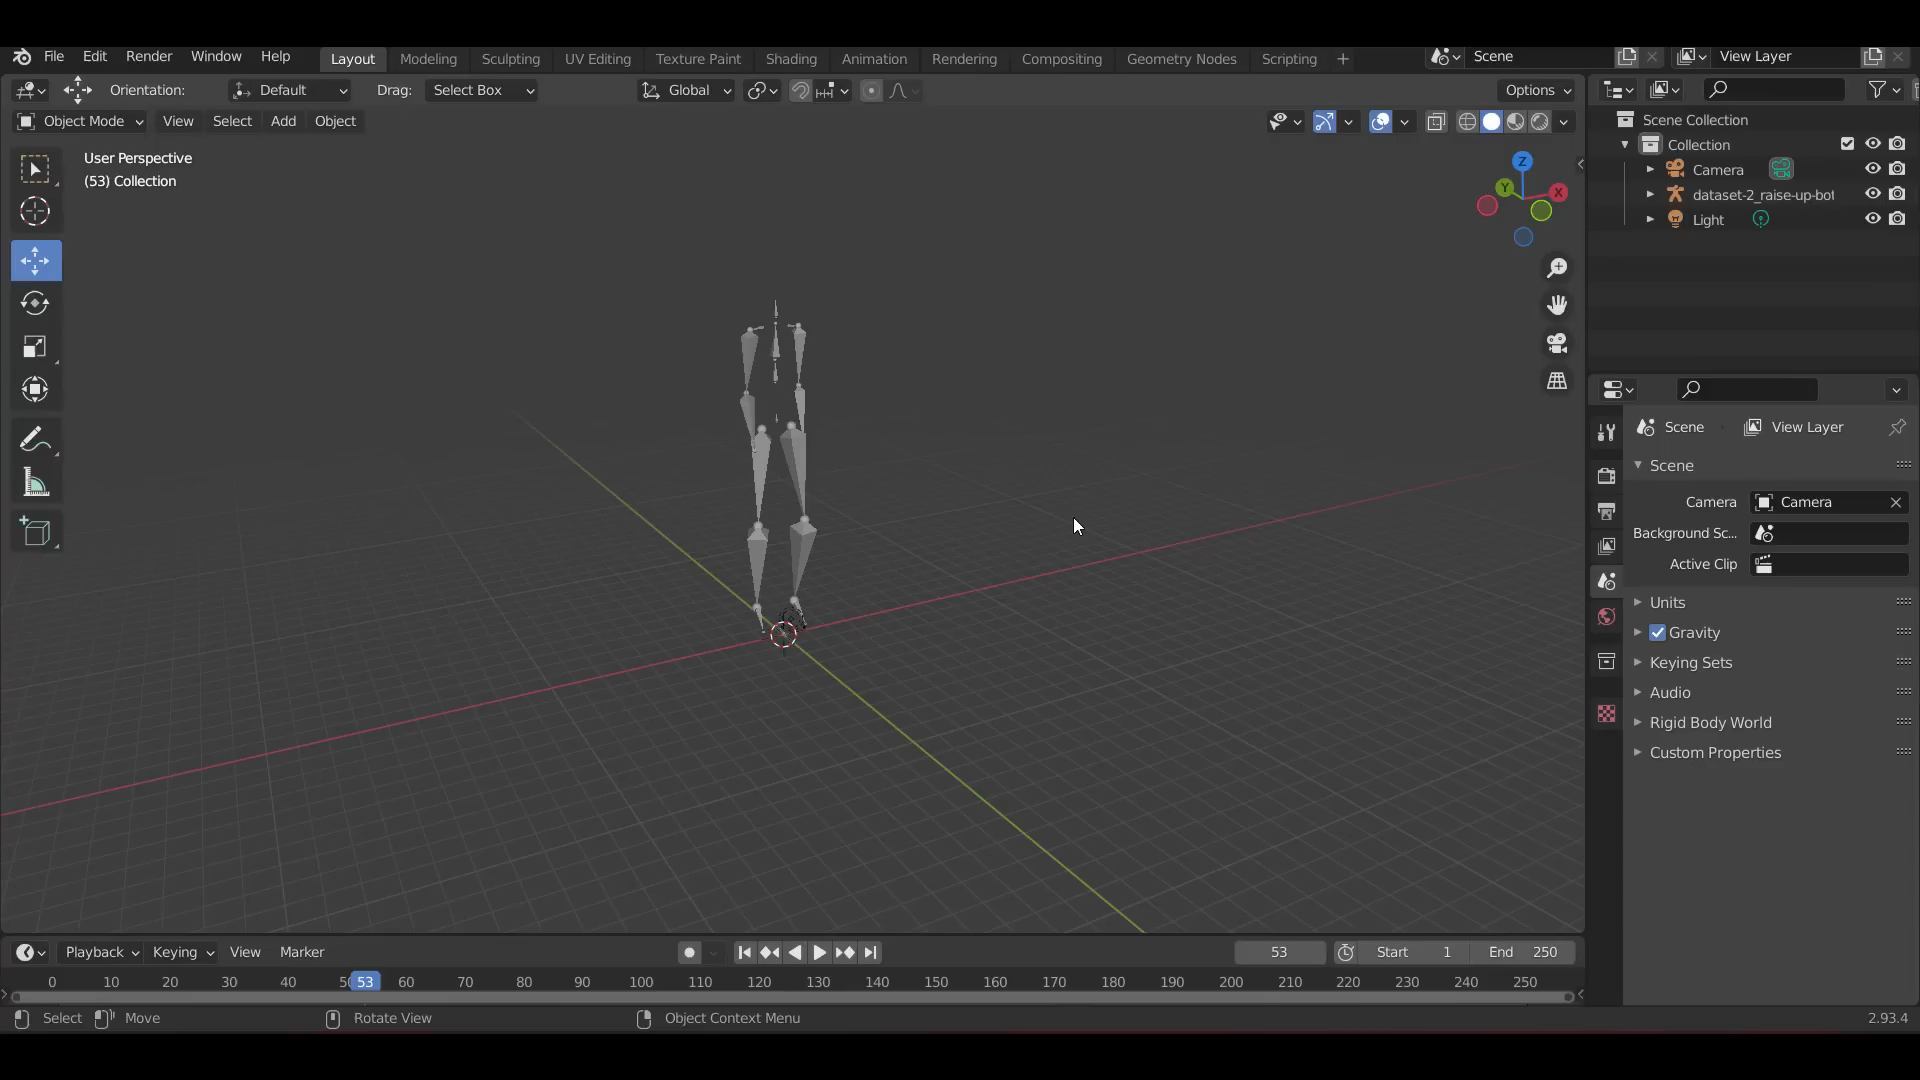 File Edit Render Window Help Layout Modeling Sculpting UV Editing Texture Paint Shading Animation Rendering Compositing Geometry Nodes Scripting + Scene View Layer
Orientation: Default Drag: Select Box Global Options
Object Mode View Select Add Object
User Perspective
(53) Collection
Z
Y
X
Scene Collection
Collection
Camera
dataset-2_raise-up-bot
Light
Scene View Layer
Scene
Camera Camera
Background Sc...
Active Clip
Units
Gravity
Keying Sets
Audio
Rigid Body World
Custom Properties
Playback Keying View Marker 53 Start 1 End 250
0 10 20 30 40 53 60 70 80 90 100 110 120 130 140 150 160 170 180 190 200 210 220 230 240 250
Select Move Rotate View Object Context Menu 2.93.4